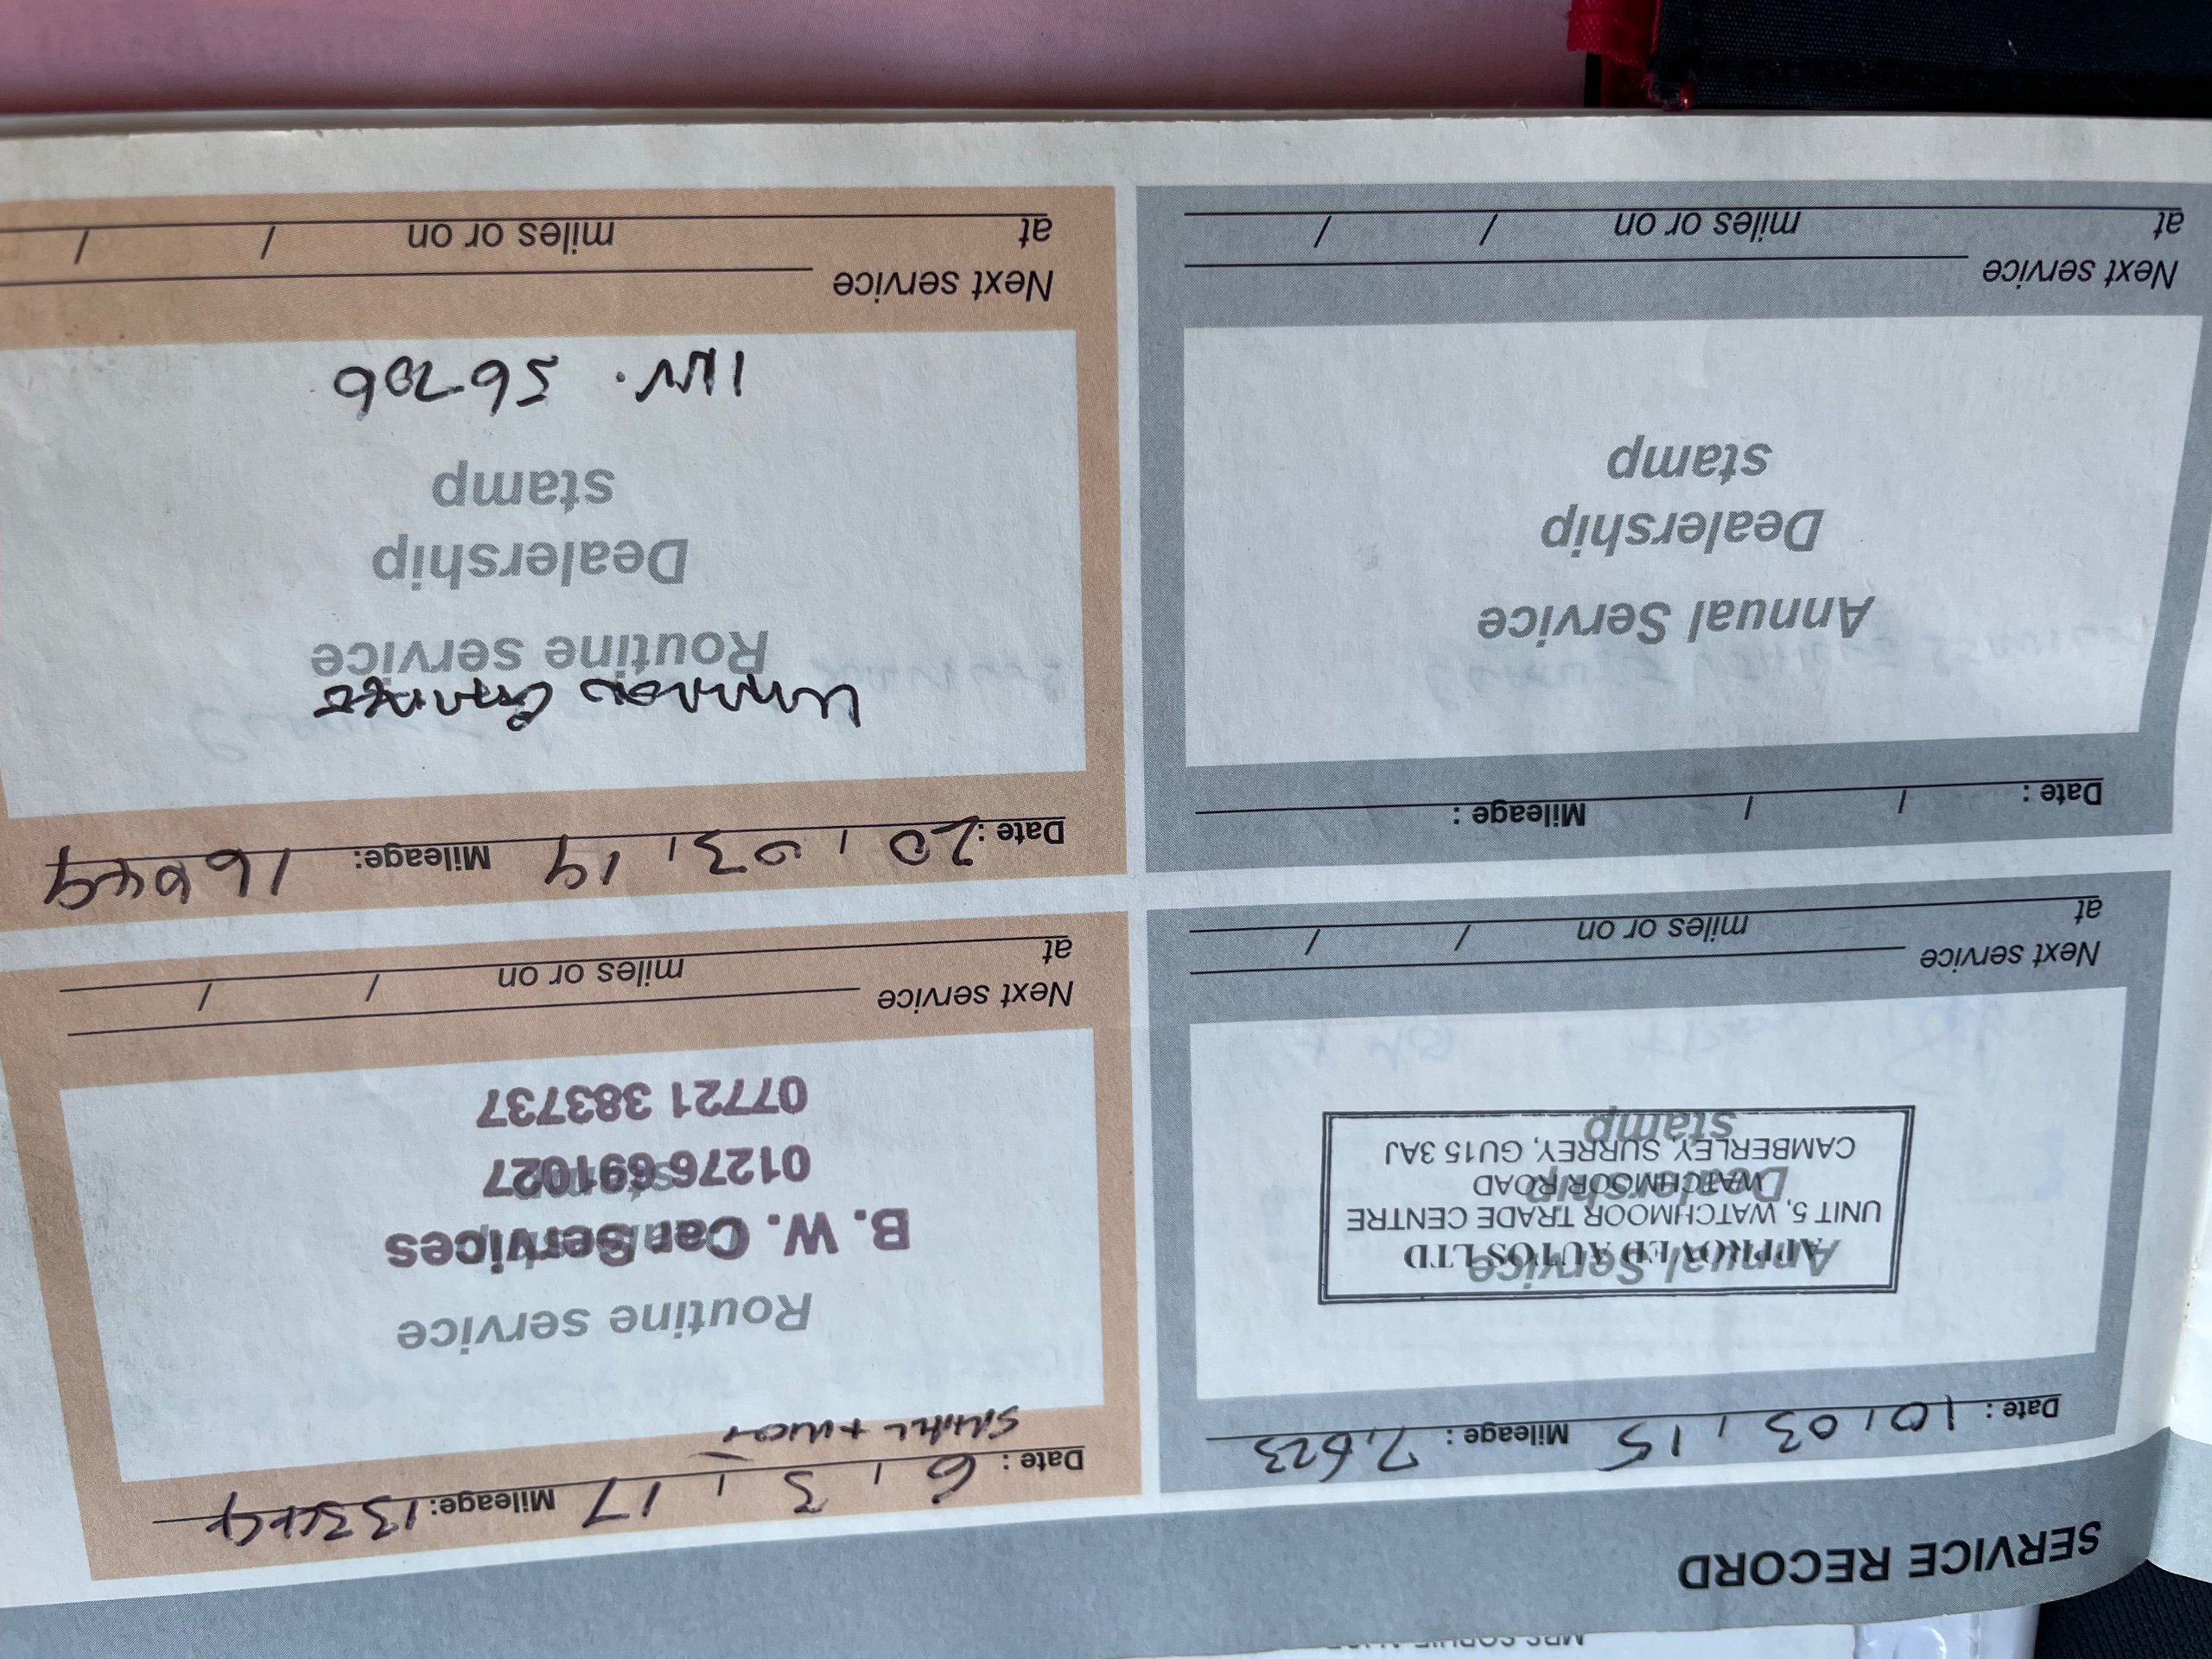 SERVICE RECORD
Date : 10 / 03 / 15 Mileage : 7,623
Annual Service
APPROVED AUTOS LTD
UNIT 5, WATCHMOOR TRADE CENTRE
Dealership
WATCHMOOR ROAD
CAMBERLEY, SURREY, GU15 3AJ
stamp
Next service
at miles or on / /
Date : 6 / 3 / 17 Mileage:
Routine service
B. W. Car Services
01276 691027
07721 383737
Next service
at miles or on / /
Date : / / Mileage :
Annual Service
Dealership
stamp
Next service
at miles or on / /
Date : 20 / 03 / 19 Mileage:
Routine service
Dealership
stamp
INV. 56706
Next service
at miles or on / /